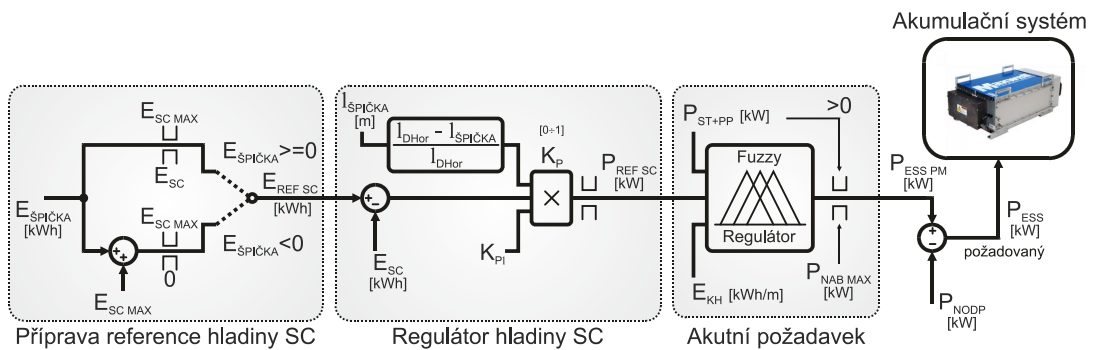 Akumulační systém
E_ŠPIČKA
[kWh]
E_SC MAX
E_SC
E_ŠPIČKA>=0
E_SC MAX
0
E_ŠPIČKA<0
+
+
E_SC MAX
E_REF SC
[kWh]
Příprava reference hladiny SC
l_ŠPIČKA
[m]
l_DHor - l_ŠPIČKA
l_DHor
[0÷1]
K_P
×
+
-
E_SC
[kWh]
K_PI
P_REF SC
[kW]
Regulátor hladiny SC
P_ST+PP [kW]
>0
Fuzzy
Regulátor
E_KH [kWh/m]
P_NAB MAX
[kW]
Akutní požadavek
P_ESS PM
[kW]
+
-
P_ESS
[kW]
požadovaný
P_NODP
[kW]